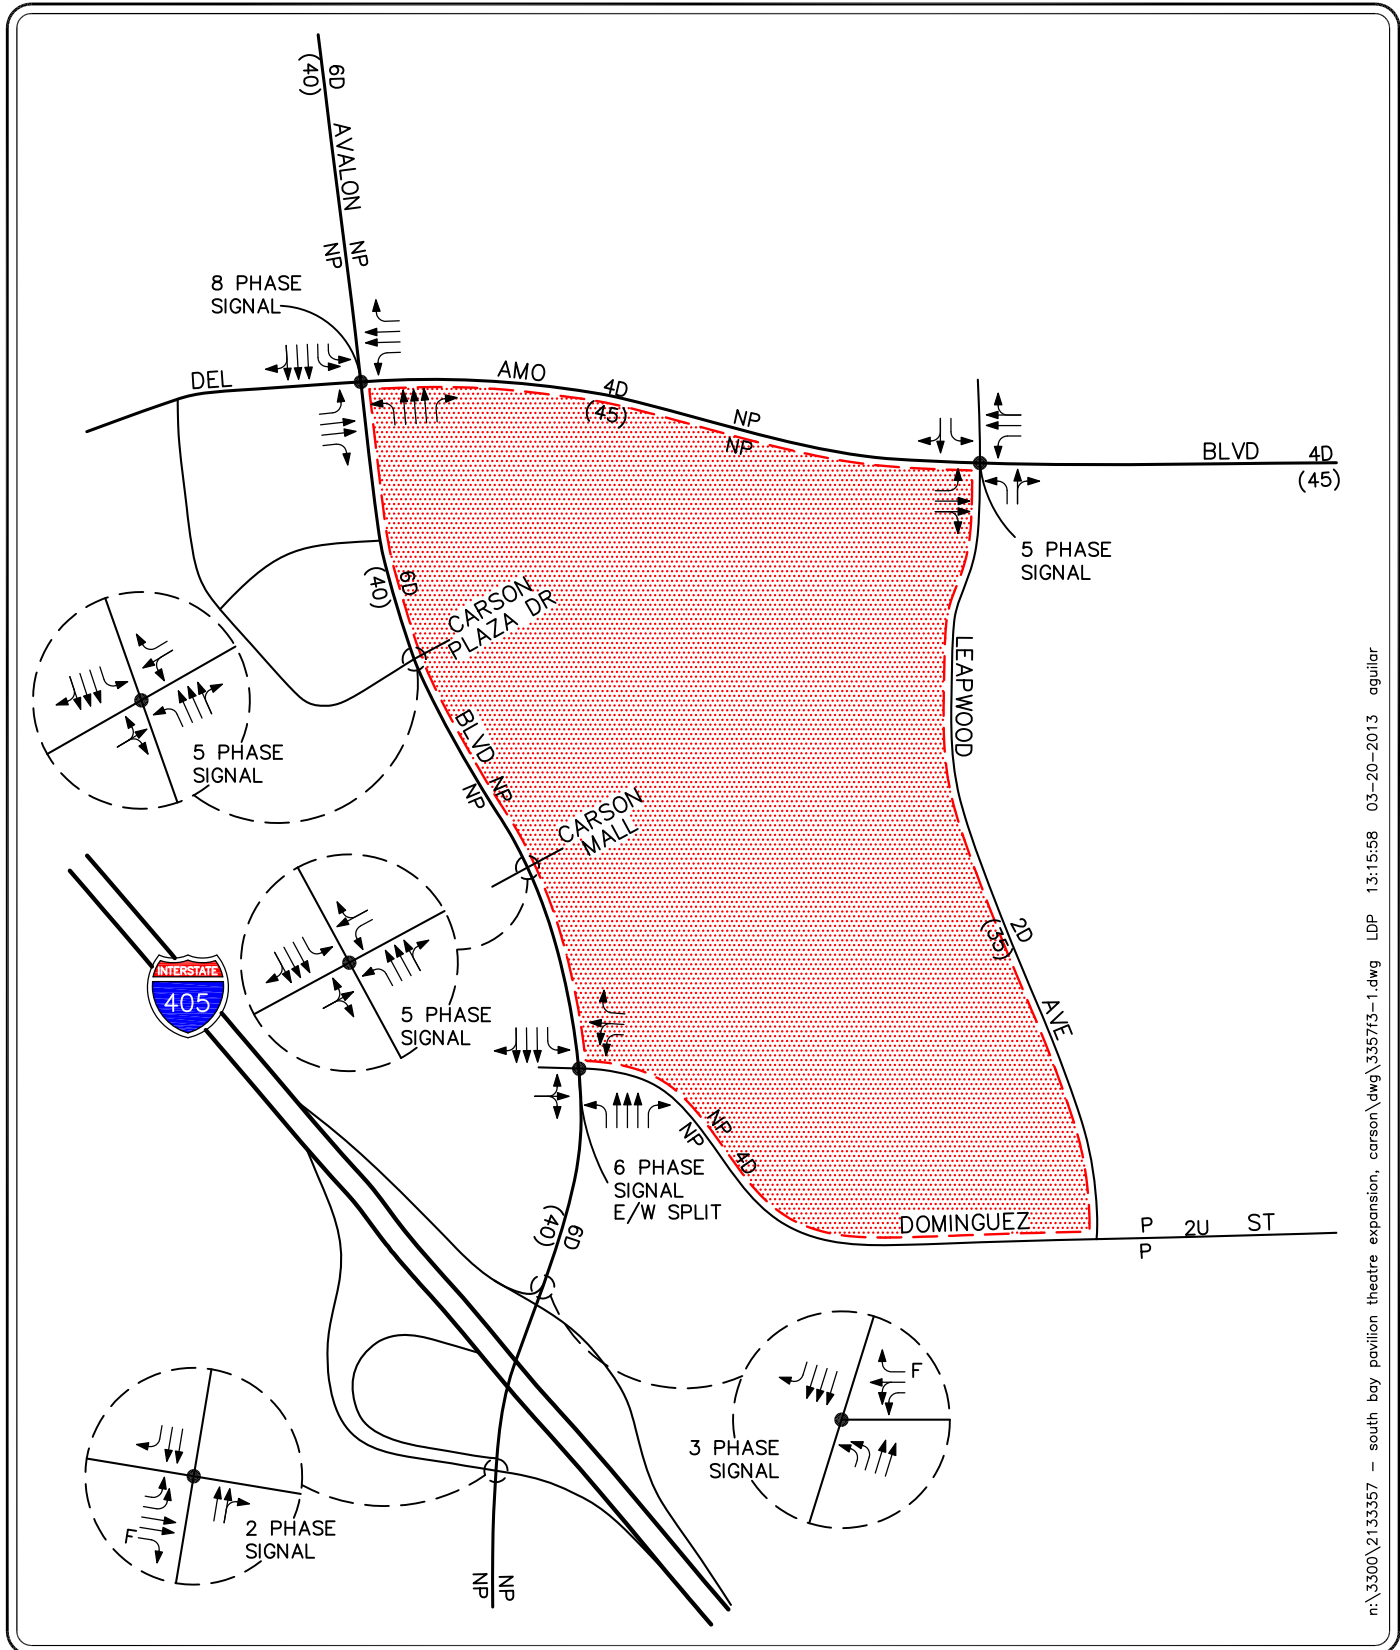 6D
(40)
AVALON
NP
NP
8 PHASE
SIGNAL
DEL
AMO
4D
(45)
NP
NP
BLVD
4D
(45)
5 PHASE
SIGNAL
6D
(40)
CARSON
PLAZA DR
LEAPWOOD
5 PHASE
SIGNAL
BLVD
NP
NP
CARSON
MALL
2D
(35)
INTERSTATE
405
5 PHASE
SIGNAL
AVE
NP
NP
4D
6 PHASE
SIGNAL
E/W SPLIT
6D
(40)
DOMINGUEZ
P
P
2U
ST
F
3 PHASE
SIGNAL
F
2 PHASE
SIGNAL
NP
NP
n:\3300\2133357 - south bay pavilion theatre expansion, carson\dwg\3357f3-1.dwg LDP 13:15:58 03-20-2013 aguilar